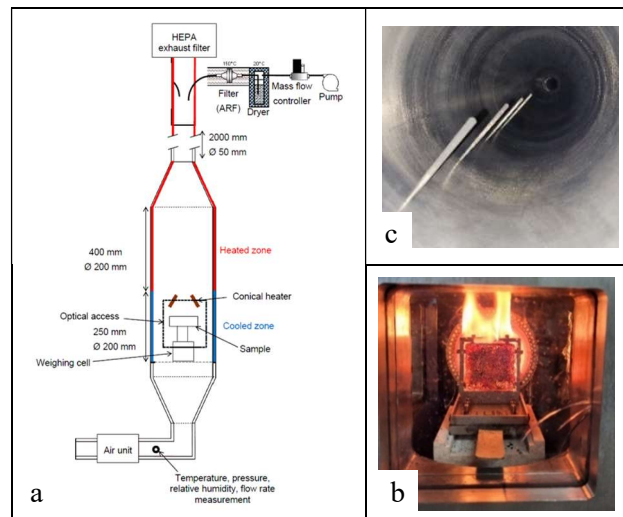 HEPA
exhaust filter
110°C
20°C
Filter
(ARF)
Dryer
Mass flow
controller
Pump
2000 mm
Ø 50 mm
400 mm
Ø 200 mm
Heated zone
Conical heater
Optical access
250 mm
Ø 200 mm
Cooled zone
Sample
Weighing cell
Air unit
Temperature, pressure,
relative humidity, flow rate
measurement
a
c
b